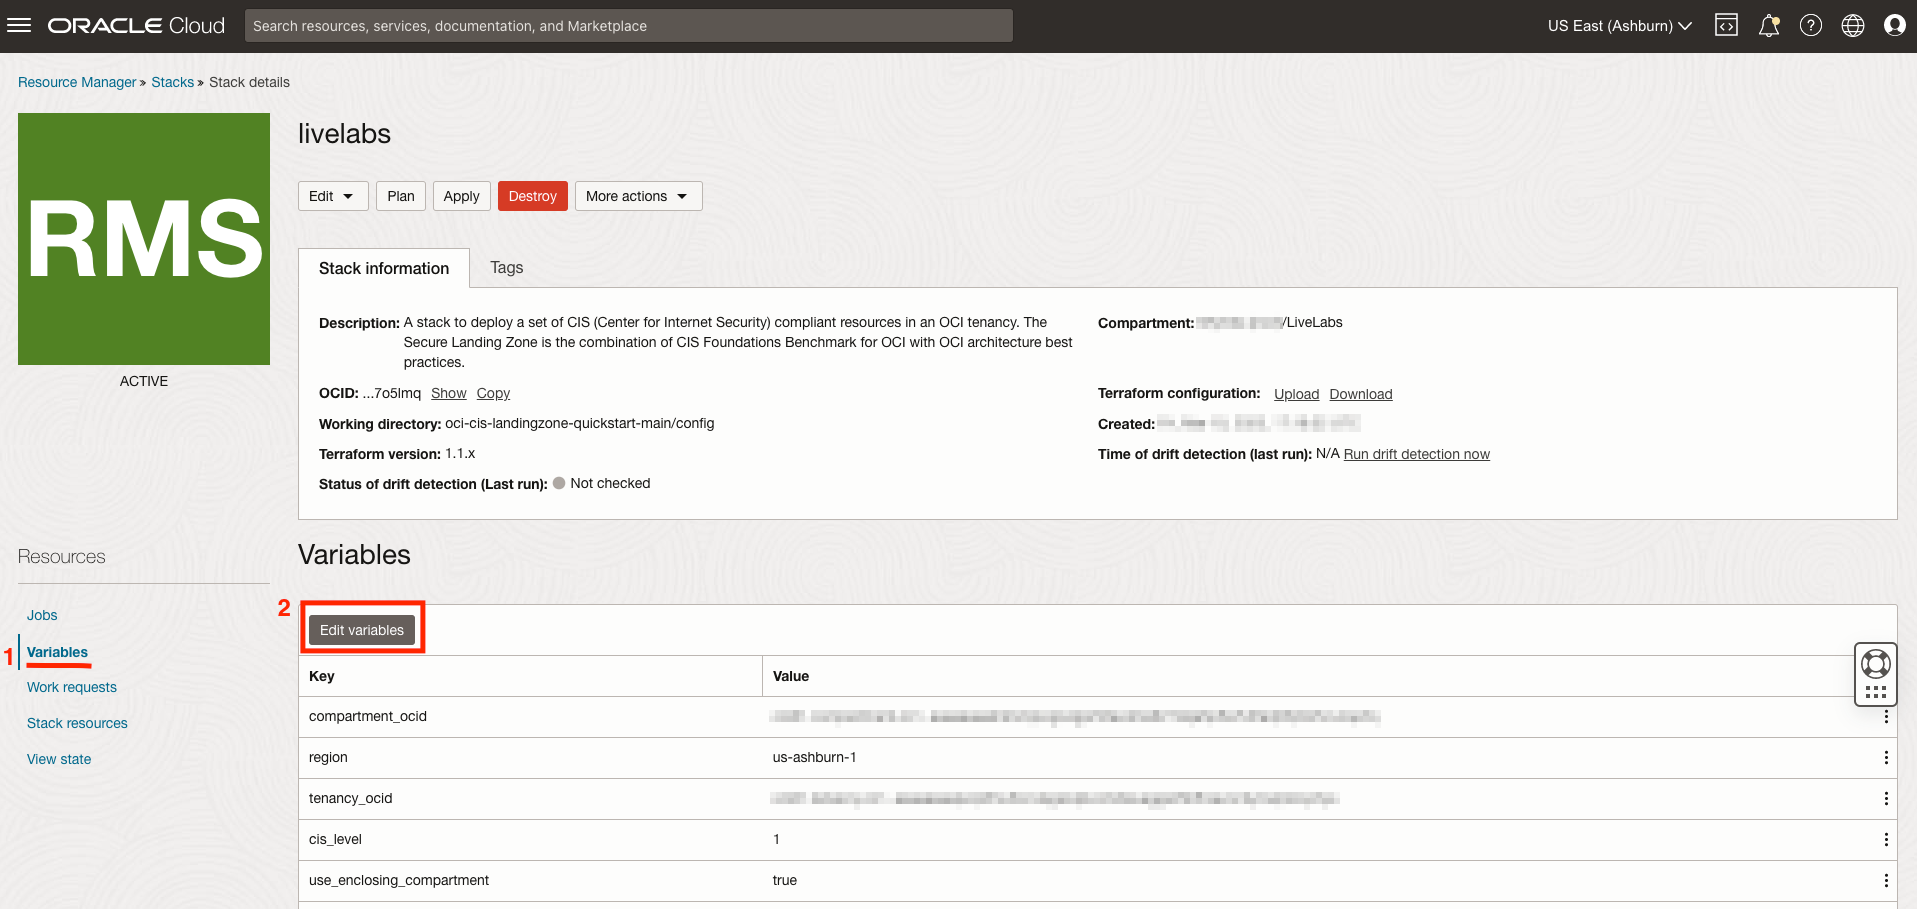 ORACLE Cloud
Search resources, services, documentation, and Marketplace
US East (Ashburn)
Resource Manager » Stacks » Stack details
RMS
ACTIVE
livelabs
Edit
Plan
Apply
Destroy
More actions
Stack information
Tags
Description: A stack to deploy a set of CIS (Center for Internet Security) compliant resources in an OCI tenancy. The
Secure Landing Zone is the combination of CIS Foundations Benchmark for OCI with OCI architecture best
practices.
Compartment: /LiveLabs
OCID: ...7o5lmq Show Copy
Terraform configuration: Upload Download
Working directory: oci-cis-landingzone-quickstart-main/config
Created:
Terraform version: 1.1.x
Time of drift detection (last run): N/A Run drift detection now
Status of drift detection (Last run): Not checked
Resources
Jobs
1 Variables
Work requests
Stack resources
View state
Variables
2 Edit variables
Key Value
compartment_ocid
region us-ashburn-1
tenancy_ocid
cis_level 1
use_enclosing_compartment true